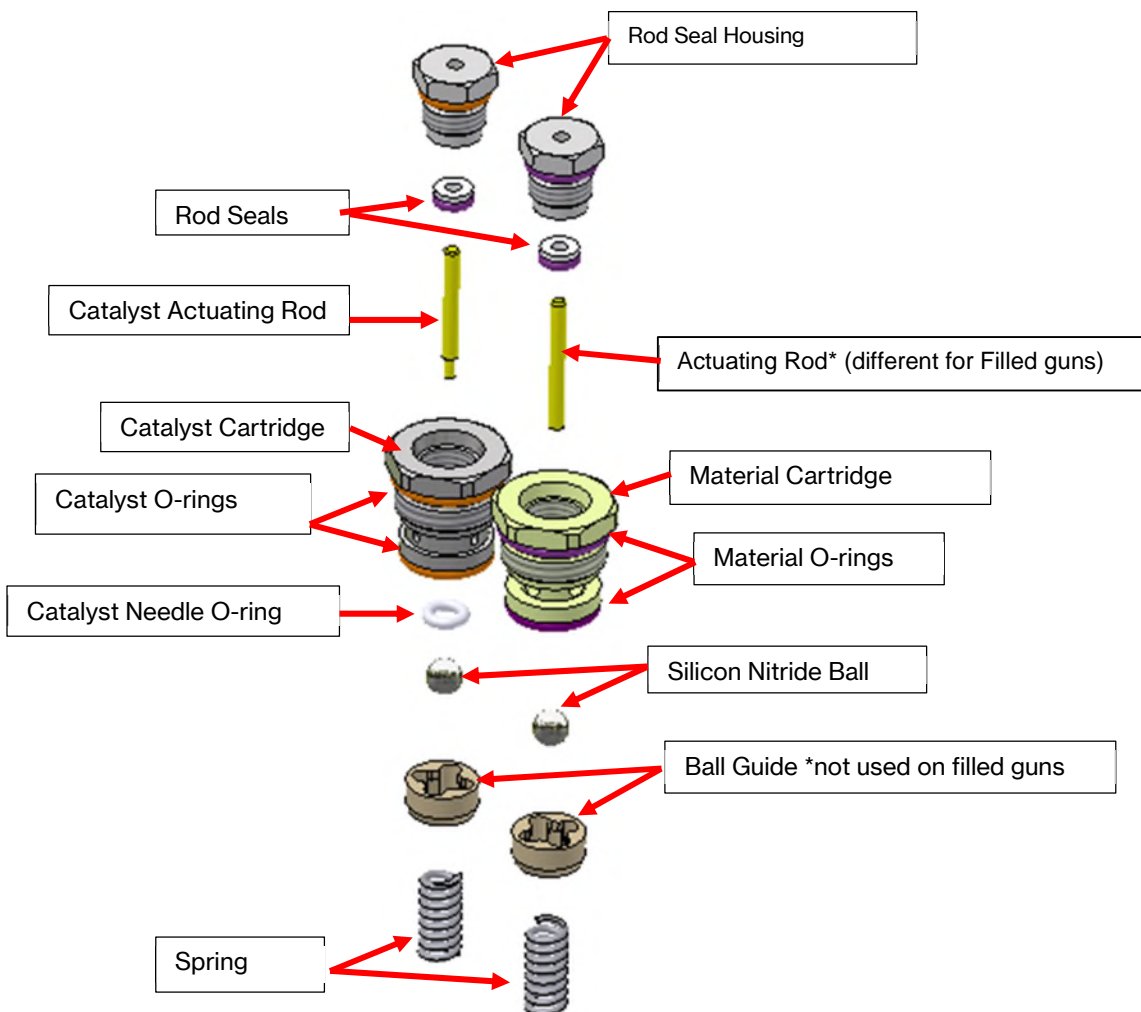 Rod Seal Housing
Rod Seals
Catalyst Actuating Rod
Actuating Rod* (different for Filled guns)
Catalyst Cartridge
Material Cartridge
Catalyst O-rings
Material O-rings
Catalyst Needle O-ring
Silicon Nitride Ball
Ball Guide *not used on filled guns
Spring